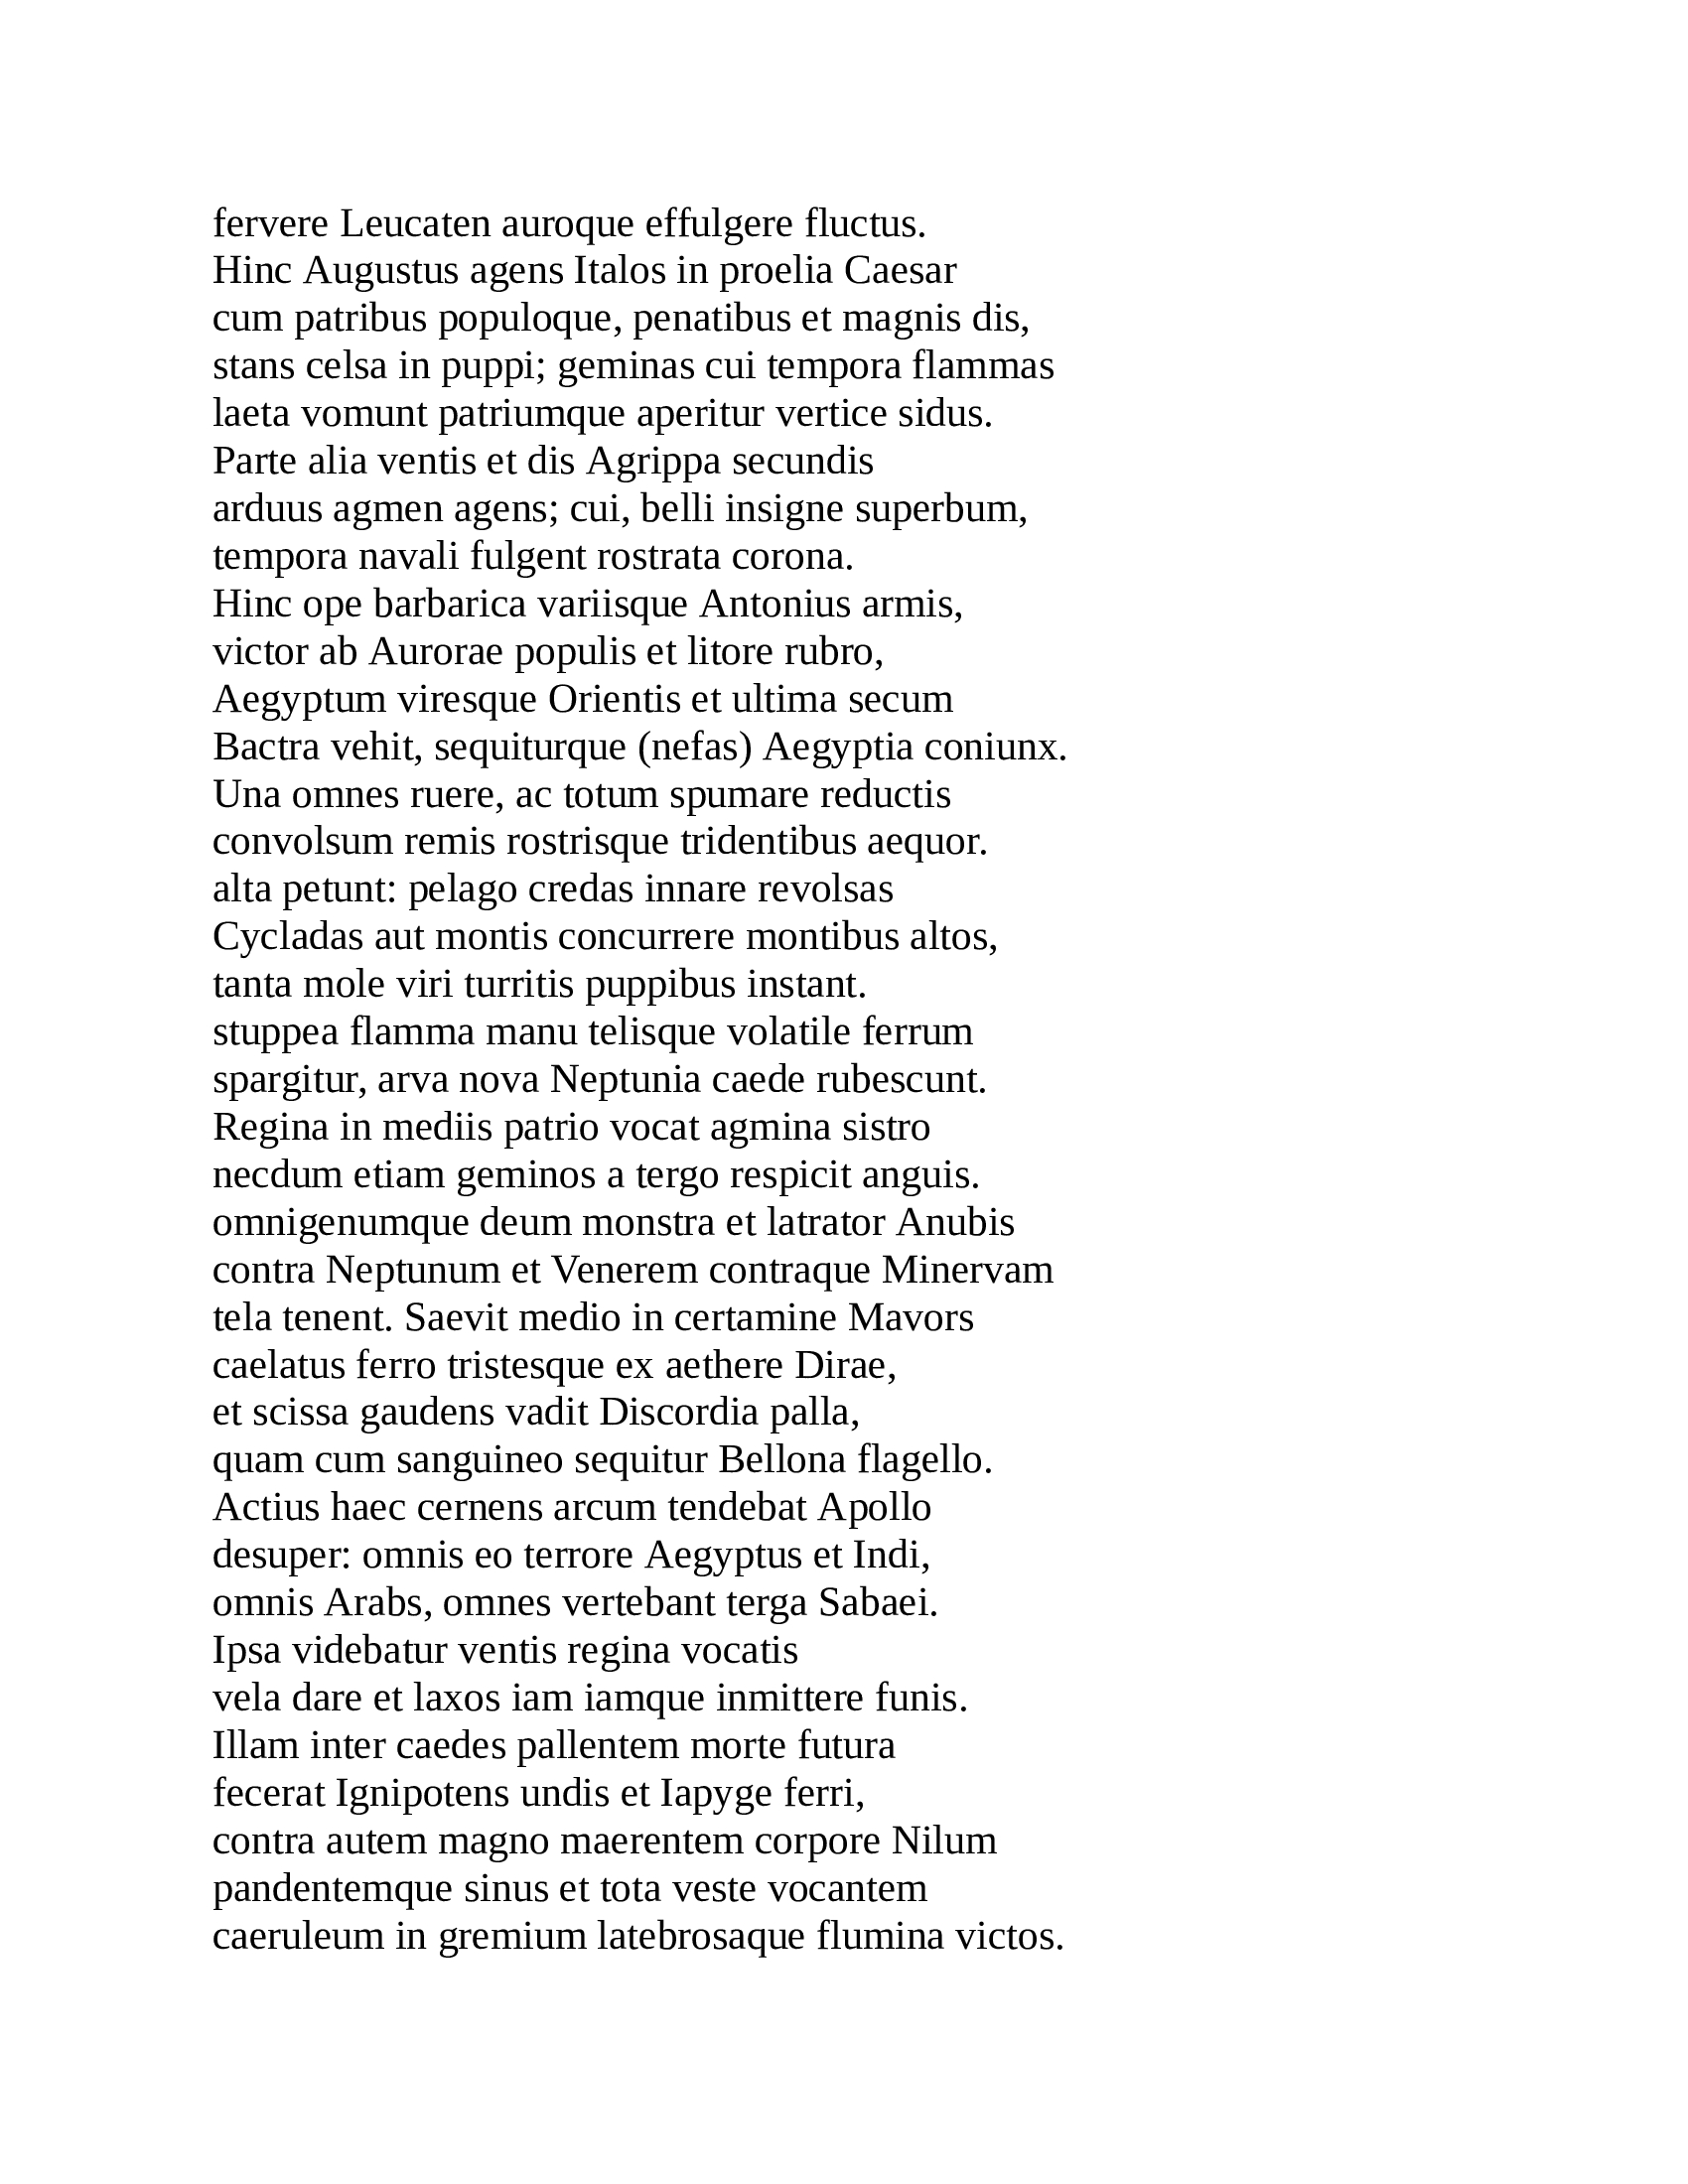 fervere Leucaten auroque effulgere fluctus.
Hinc Augustus agens Italos in proelia Caesar
cum patribus populoque, penatibus et magnis dis,
stans celsa in puppi; geminas cui tempora flammas
laeta vomunt patriumque aperitur vertice sidus.
Parte alia ventis et dis Agrippa secundis
arduus agmen agens; cui, belli insigne superbum,
tempora navali fulgent rostrata corona.
Hinc ope barbarica variisque Antonius armis,
victor ab Aurorae populis et litore rubro,
Aegyptum viresque Orientis et ultima secum
Bactra vehit, sequiturque (nefas) Aegyptia coniunx.
Una omnes ruere, ac totum spumare reductis
convolsum remis rostrisque tridentibus aequor.
alta petunt: pelago credas innare revolsas
Cycladas aut montis concurrere montibus altos,
tanta mole viri turritis puppibus instant.
stuppea flamma manu telisque volatile ferrum
spargitur, arva nova Neptunia caede rubescunt.
Regina in mediis patrio vocat agmina sistro
necdum etiam geminos a tergo respicit anguis.
omnigenumque deum monstra et latrator Anubis
contra Neptunum et Venerem contraque Minervam
tela tenent. Saevit medio in certamine Mavors
caelatus ferro tristesque ex aethere Dirae,
et scissa gaudens vadit Discordia palla,
quam cum sanguineo sequitur Bellona flagello.
Actius haec cernens arcum tendebat Apollo
desuper: omnis eo terrore Aegyptus et Indi,
omnis Arabs, omnes vertebant terga Sabaei.
Ipsa videbatur ventis regina vocatis
vela dare et laxos iam iamque inmittere funis.
Illam inter caedes pallentem morte futura
fecerat Ignipotens undis et Iapyge ferri,
contra autem magno maerentem corpore Nilum
pandentemque sinus et tota veste vocantem
caeruleum in gremium latebrosaque flumina victos.